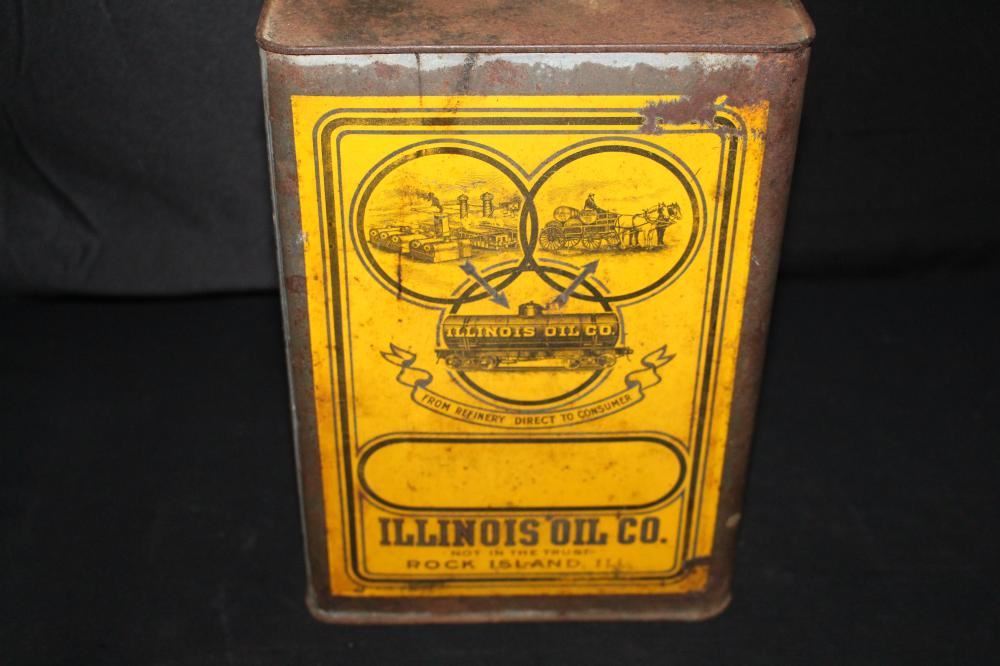 ILLINOIS OIL CO.
FROM REFINERY DIRECT TO CONSUMER
ILLINOIS OIL CO.
NOT IN THE TRUST
ROCK ISLAND, ILL.